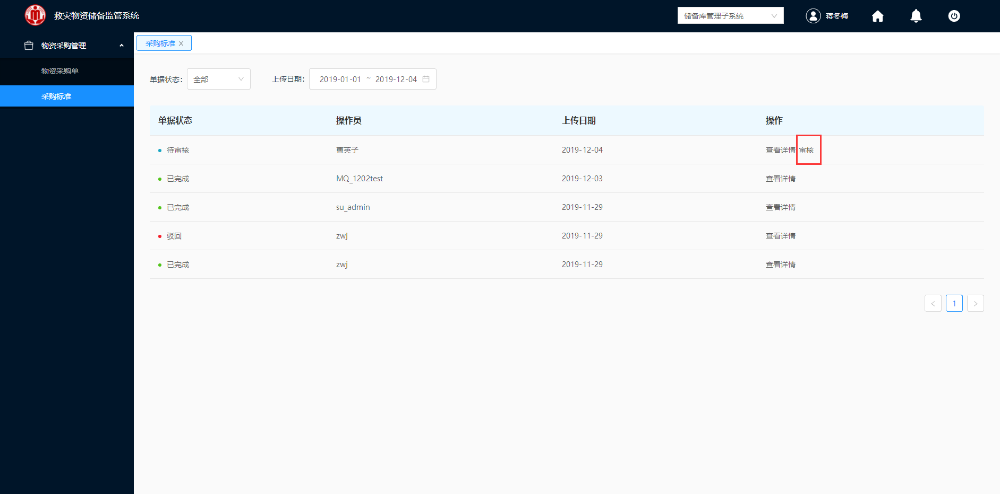 救灾物资储备监管系统
储备库管理子系统
蒋冬梅
物资采购管理
物资采购单
采购标准
采购标准
单据状态: 全部 上传日期: 2019-01-01 ~ 2019-12-04
单据状态 操作员 上传日期 操作
待审核 曹英子 2019-12-04 查看详情 审核
已完成 MQ_1202test 2019-12-03 查看详情
已完成 su_admin 2019-11-29 查看详情
驳回 zwj 2019-11-29 查看详情
已完成 zwj 2019-11-29 查看详情
< 1 >